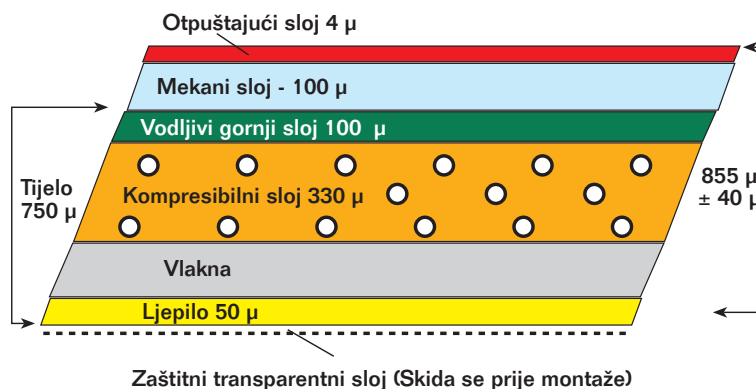 Otpuštajući sloj 4 µ
Mekani sloj - 100 µ
Vodljivi gornji sloj 100 µ
Tijelo
750 µ
Kompresibilni sloj 330 µ
855 µ
± 40 µ
Vlakna
Ljepilo 50 µ
Zaštitni transparentni sloj (Skida se prije montaže)